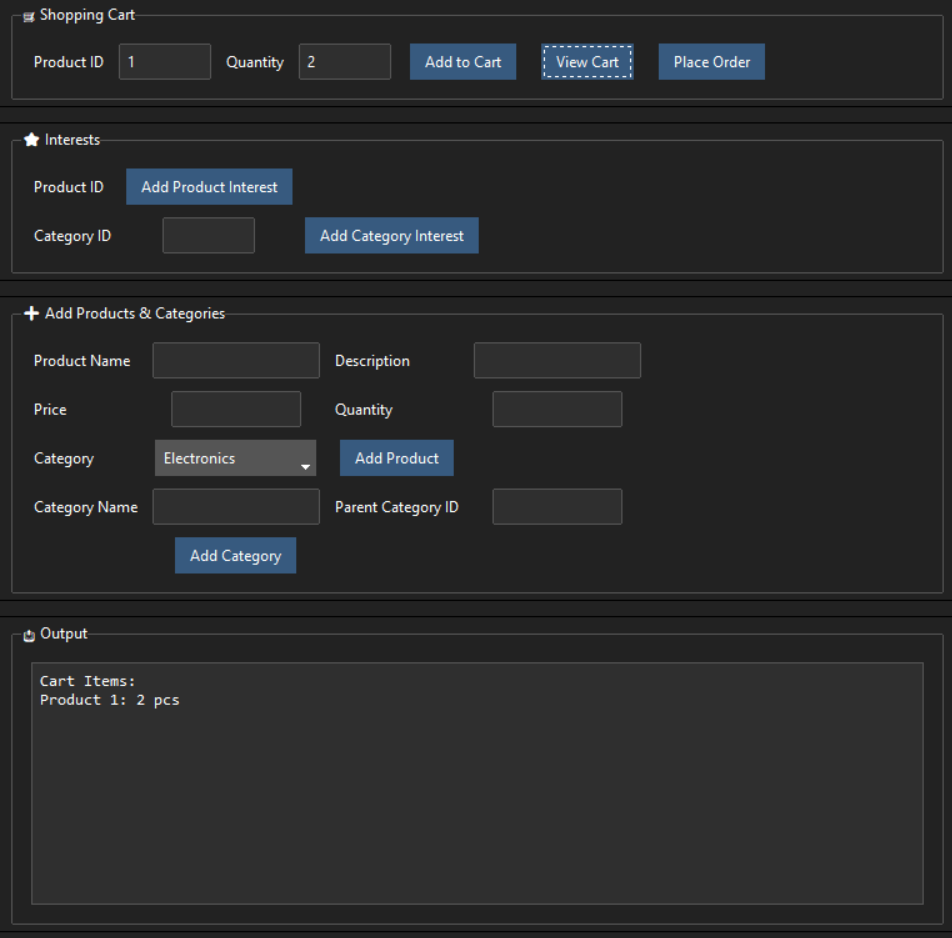 Shopping Cart
Product ID 1 Quantity 2 Add to Cart View Cart Place Order
Interests
Product ID Add Product Interest
Category ID Add Category Interest
Add Products & Categories
Product Name Description
Price Quantity
Category Electronics Add Product
Category Name Parent Category ID
Add Category
Output
Cart Items:
Product 1: 2 pcs